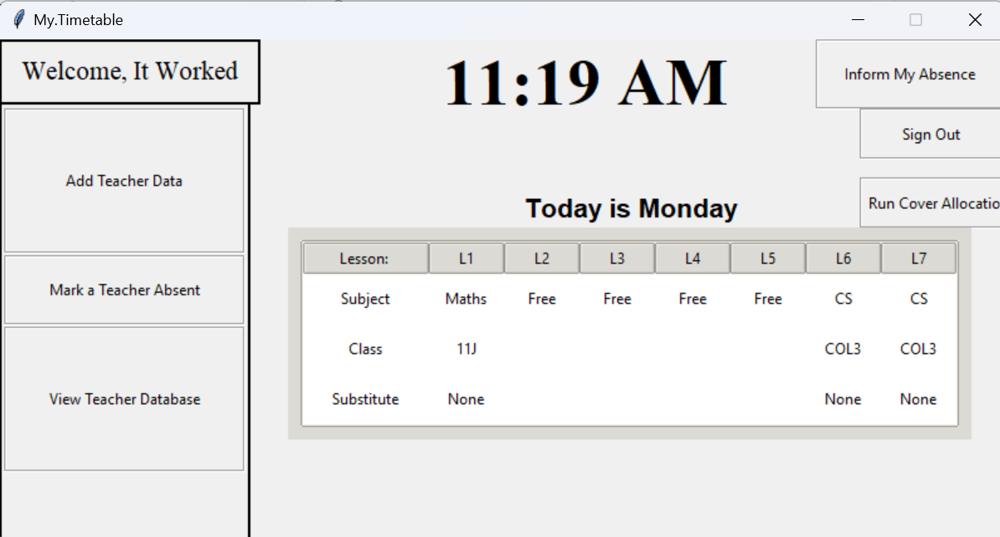 My.Timetable
Welcome, It Worked
11:19 AM
Inform My Absence
Sign Out
Run Cover Allocatio
Add Teacher Data
Mark a Teacher Absent
View Teacher Database
Today is Monday
Lesson: L1 L2 L3 L4 L5 L6 L7
Subject Maths Free Free Free Free CS CS
Class 11J COL3 COL3
Substitute None None None